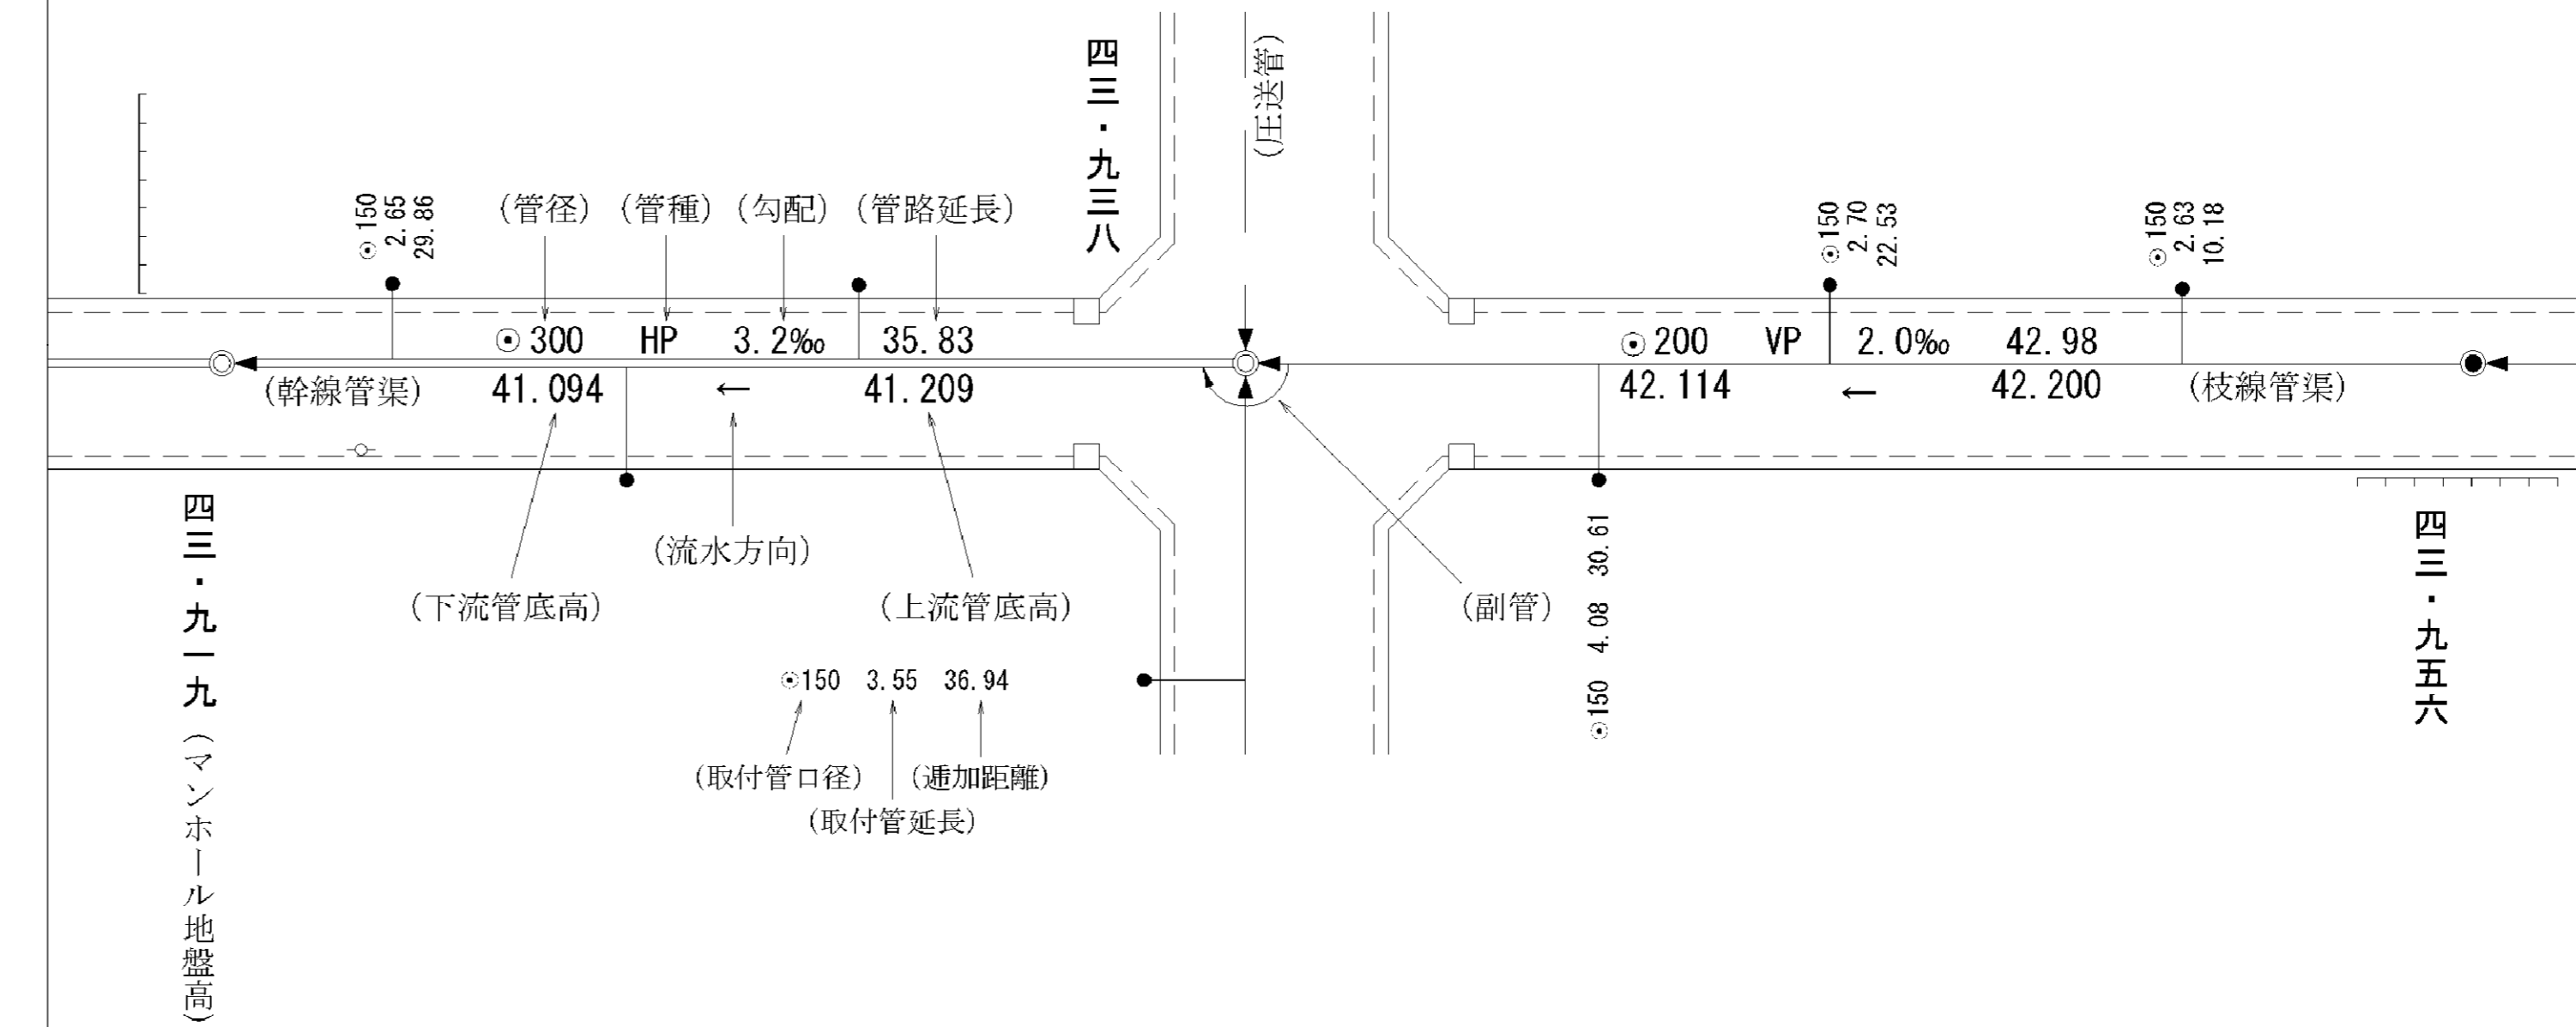 四三・九三八
(圧送管)
⊙150
2.65
29.86
(管径)
(管種)
(勾配)
(管路延長)
⊙150
2.70
22.53
⊙150
2.63
10.18
⊙300 HP 3.2‰ 35.83
⊙200 VP 2.0‰ 42.98
(幹線管渠)
41.094 ← 41.209
42.114 ← 42.200
(枝線管渠)
四三・九一九(マンホール地盤高)
(流水方向)
(下流管底高)
(上流管底高)
(副管)
⊙150 4.08 30.61
四三・九五六
⊙150 3.55 36.94
(取付管口径)
(逓加距離)
(取付管延長)